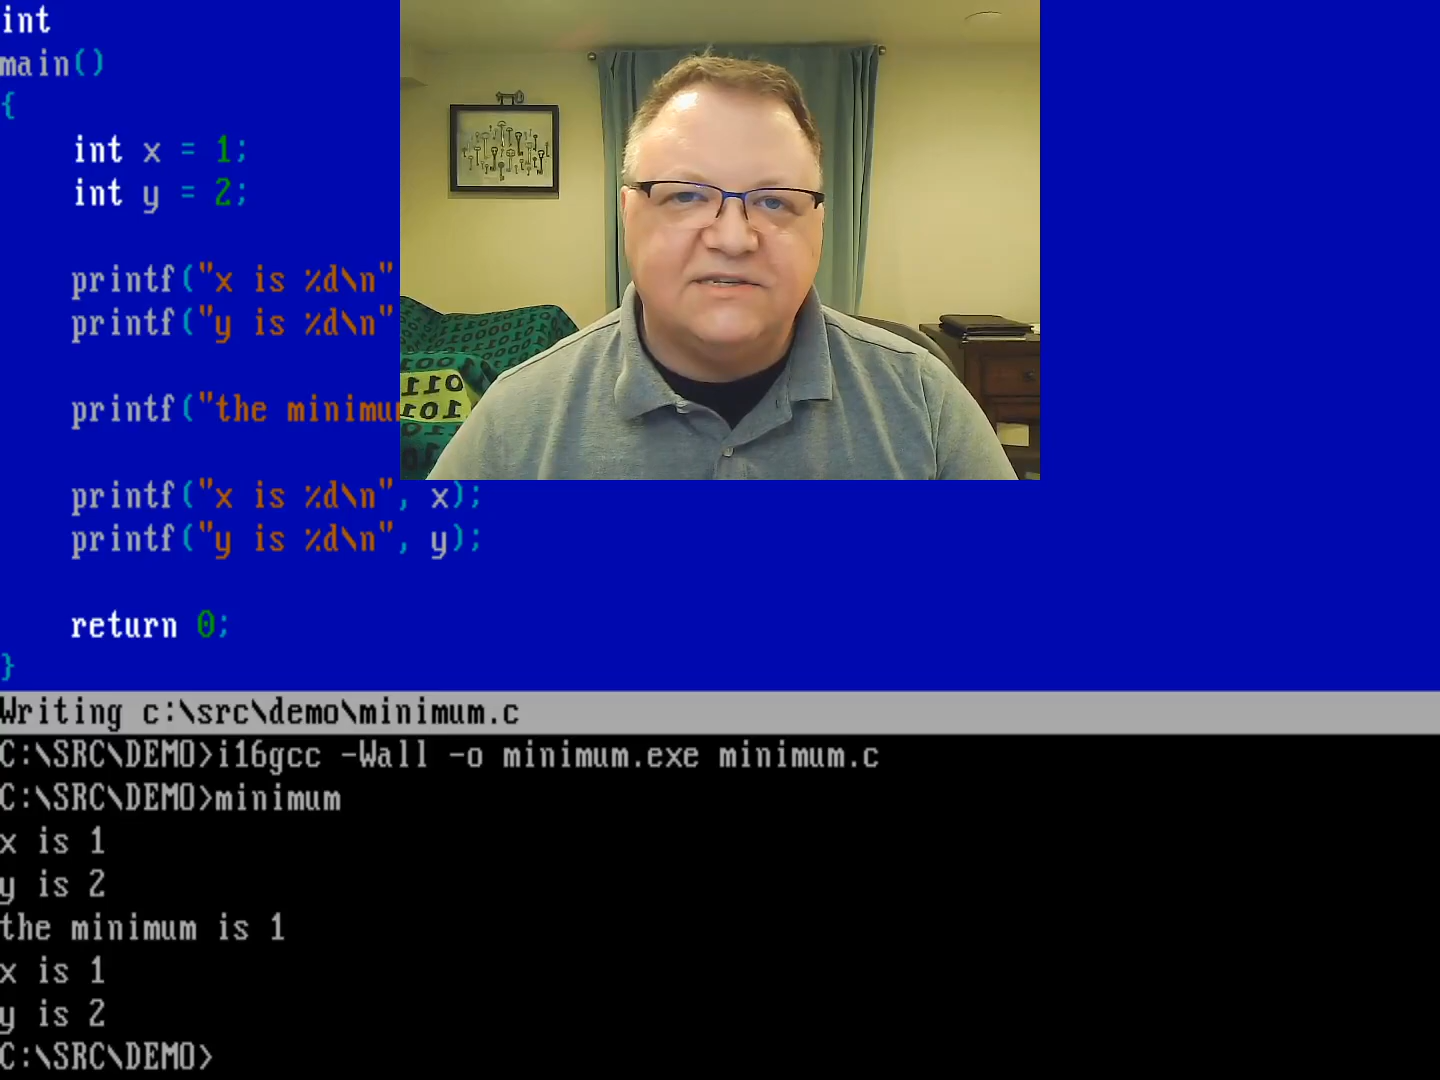 int
main()
{
int x = 1;
int y = 2;
printf("x is %d\n"
printf("y is %d\n"
printf("the minimu
printf("x is %d\n", x);
printf("y is %d\n", y);
return 0;
}
Writing c:\src\demo\minimum.c
C:\SRC\DEMO>i16gcc -Wall -o minimum.exe minimum.c
C:\SRC\DEMO>minimum
x is 1
y is 2
the minimum is 1
x is 1
y is 2
C:\SRC\DEMO>